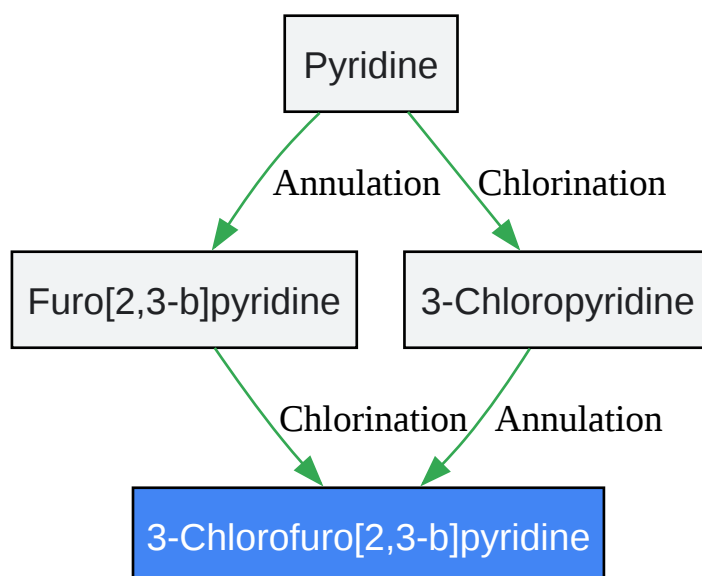 Pyridine
Annulation
Chlorination
Furo[2,3-b]pyridine
3-Chloropyridine
Chlorination
Annulation
3-Chlorofuro[2,3-b]pyridine